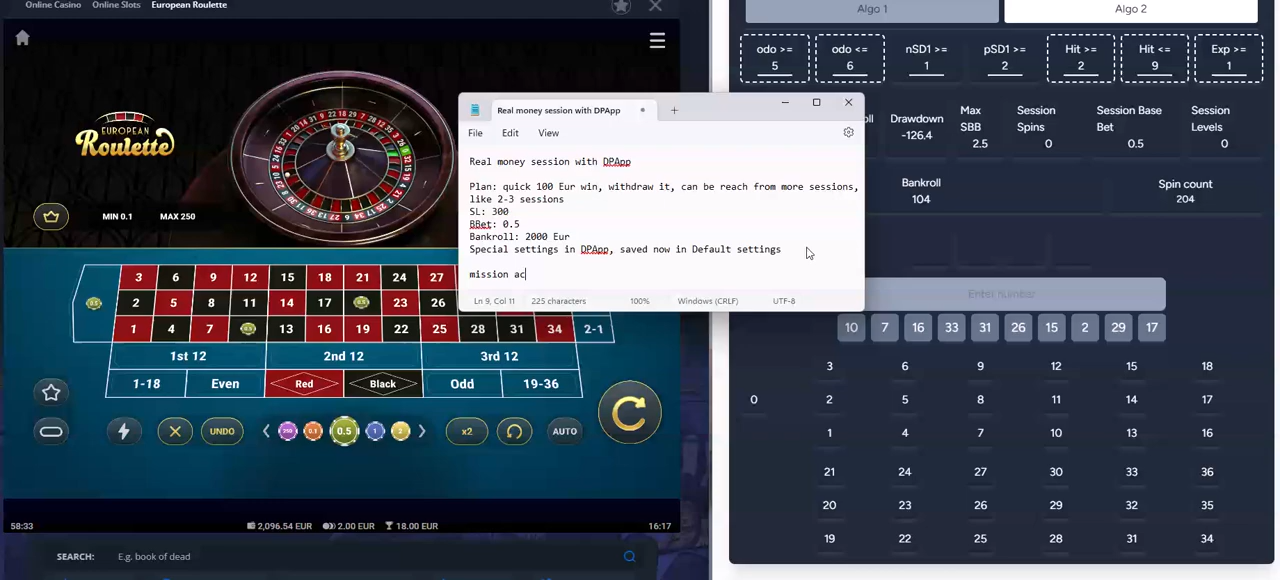 Online Casino Online Slots European Roulette
EUROPEAN
Roulette
MIN 0.1 MAX 250
3 6 9 12 15 18 21 24 27
2 5 8 11 14 17 23 26
1 4 7 13 16 19 22 25 28 31 34 2-1
1st 12 2nd 12 3rd 12
1-18 Even Red Black Odd 19-36
UNDO 250 0.1 0.5 1 2 x2 AUTO
58:33 2,096.54 EUR 2.00 EUR 18.00 EUR 16:17
SEARCH: E.g. book of dead
Real money session with DPApp
File Edit View
Real money session with DPApp
Plan: quick 100 Eur win, withdraw it, can be reach from more sessions,
like 2-3 sessions
SL: 300
BBet: 0.5
Bankroll: 2000 Eur
Special settings in DPApp, saved now in Default settings
mission ac
Ln 9, Col 11 225 characters 100% Windows (CRLF) UTF-8
Algo 1 Algo 2
odo >= odo <= nSD1 >= pSD1 >= Hit >= Hit <= Exp >=
5 6 1 2 2 9 1
Drawdown Max SBB Session Spins Session Base Bet Session Levels
-126.4 2.5 0 0.5 0
Bankroll Spin count
104 204
Enter number
10 7 16 33 31 26 15 2 29 17
3 6 9 12 15 18
0 2 5 8 11 14 17
1 4 7 10 13 16
21 24 27 30 33 36
20 23 26 29 32 35
19 22 25 28 31 34